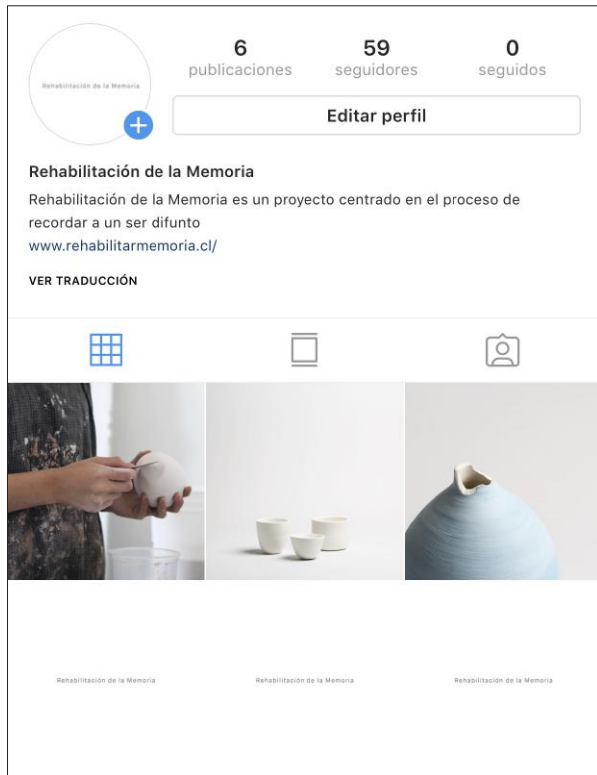 Rehabilitación de la Memoria
6 59 0
publicaciones seguidores seguidos
Editar perfil
Rehabilitación de la Memoria
Rehabilitación de la Memoria es un proyecto centrado en el proceso de
recordar a un ser difunto
www.rehabilitarmemoria.cl/
VER TRADUCCIÓN
Rehabilitación de la Memoria Rehabilitación de la Memoria Rehabilitación de la Memoria